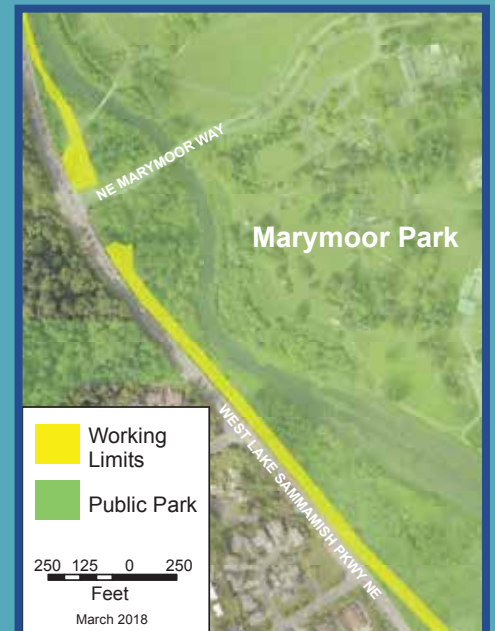 NE MARYMOOR WAY
Marymoor Park
WEST LAKE SAMMAMISH PKWY NE
Working
Limits
Public Park
250 125 0 250
Feet
March 2018